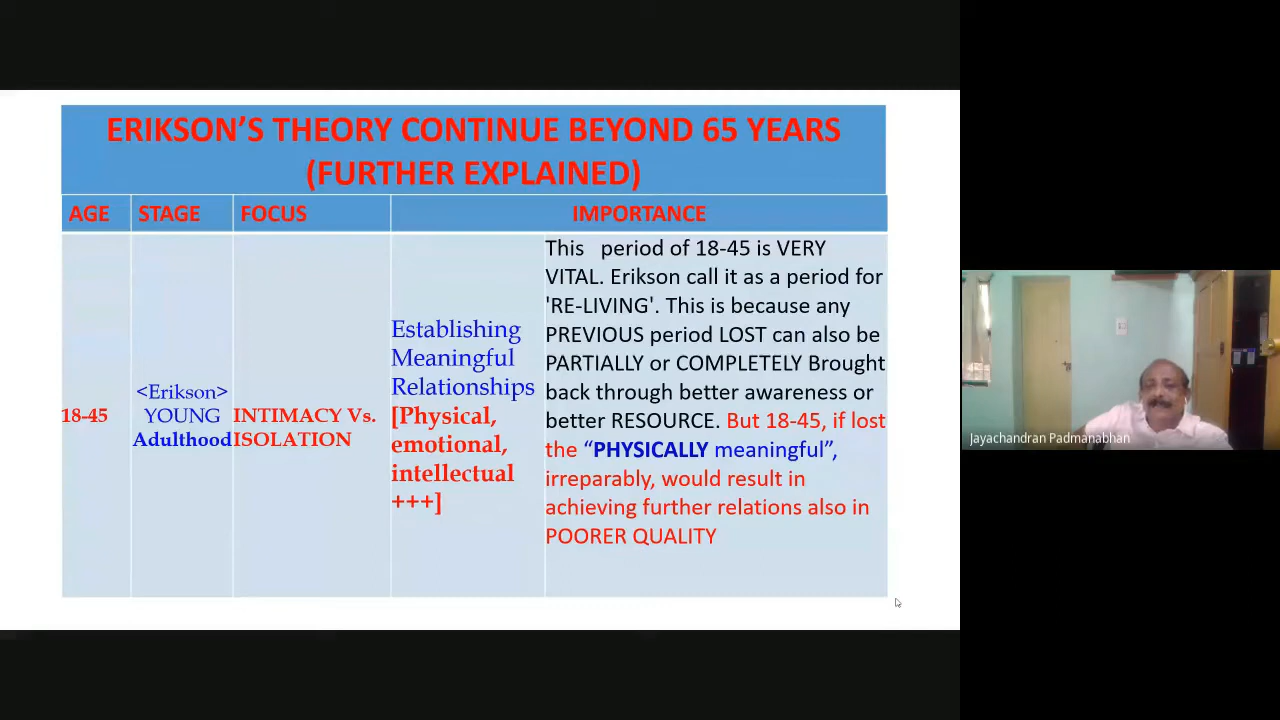 ERIKSON'S THEORY CONTINUE BEYOND 65 YEARS
(FURTHER EXPLAINED)
AGE STAGE FOCUS IMPORTANCE
18-45
<Erikson>
YOUNG
Adulthood
INTIMACY Vs.
ISOLATION
Establishing
Meaningful
Relationships
[Physical,
emotional,
intellectual
+++]
This period of 18-45 is VERY
VITAL. Erikson call it as a period for
'RE-LIVING'. This is because any
PREVIOUS period LOST can also be
PARTIALLY or COMPLETELY Brought
back through better awareness or
better RESOURCE. But 18-45, if lost
the “PHYSICALLY meaningful”,
irreparably, would result in
achieving further relations also in
POORER QUALITY
Jayachandran Padmanabhan